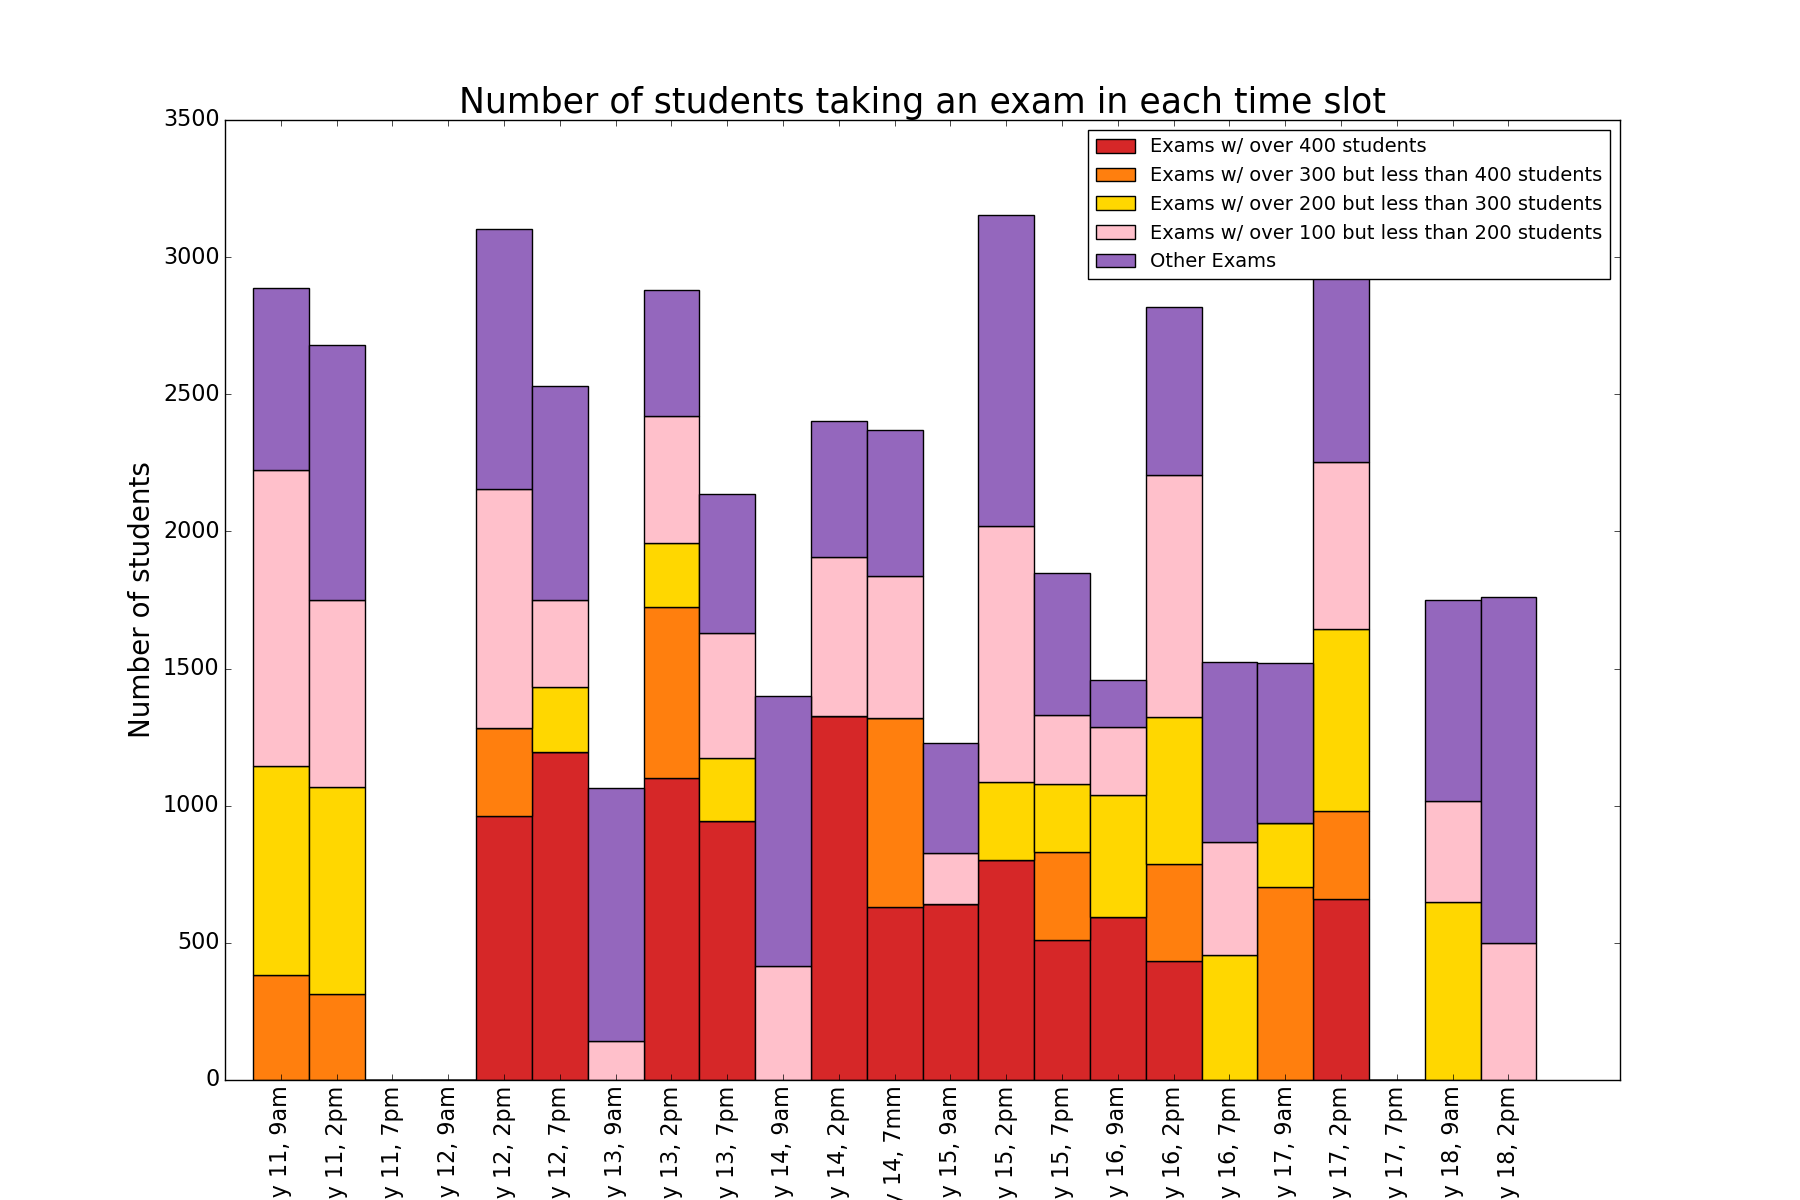 Number of students taking an exam in each time slot
Exams w/ over 400 students
Exams w/ over 300 but less than 400 students
Exams w/ over 200 but less than 300 students
Exams w/ over 100 but less than 200 students
Other Exams
Number of students
3500
3000
2500
2000
1500
1000
500
0
y 11, 9am
y 11, 2pm
y 11, 7pm
y 12, 9am
y 12, 2pm
y 12, 7pm
y 13, 9am
y 13, 2pm
y 13, 7pm
y 14, 9am
y 14, 2pm
y 14, 7mm
y 15, 9am
y 15, 2pm
y 15, 7pm
y 16, 9am
y 16, 2pm
y 16, 7pm
y 17, 9am
y 17, 2pm
y 17, 7pm
y 18, 9am
y 18, 2pm